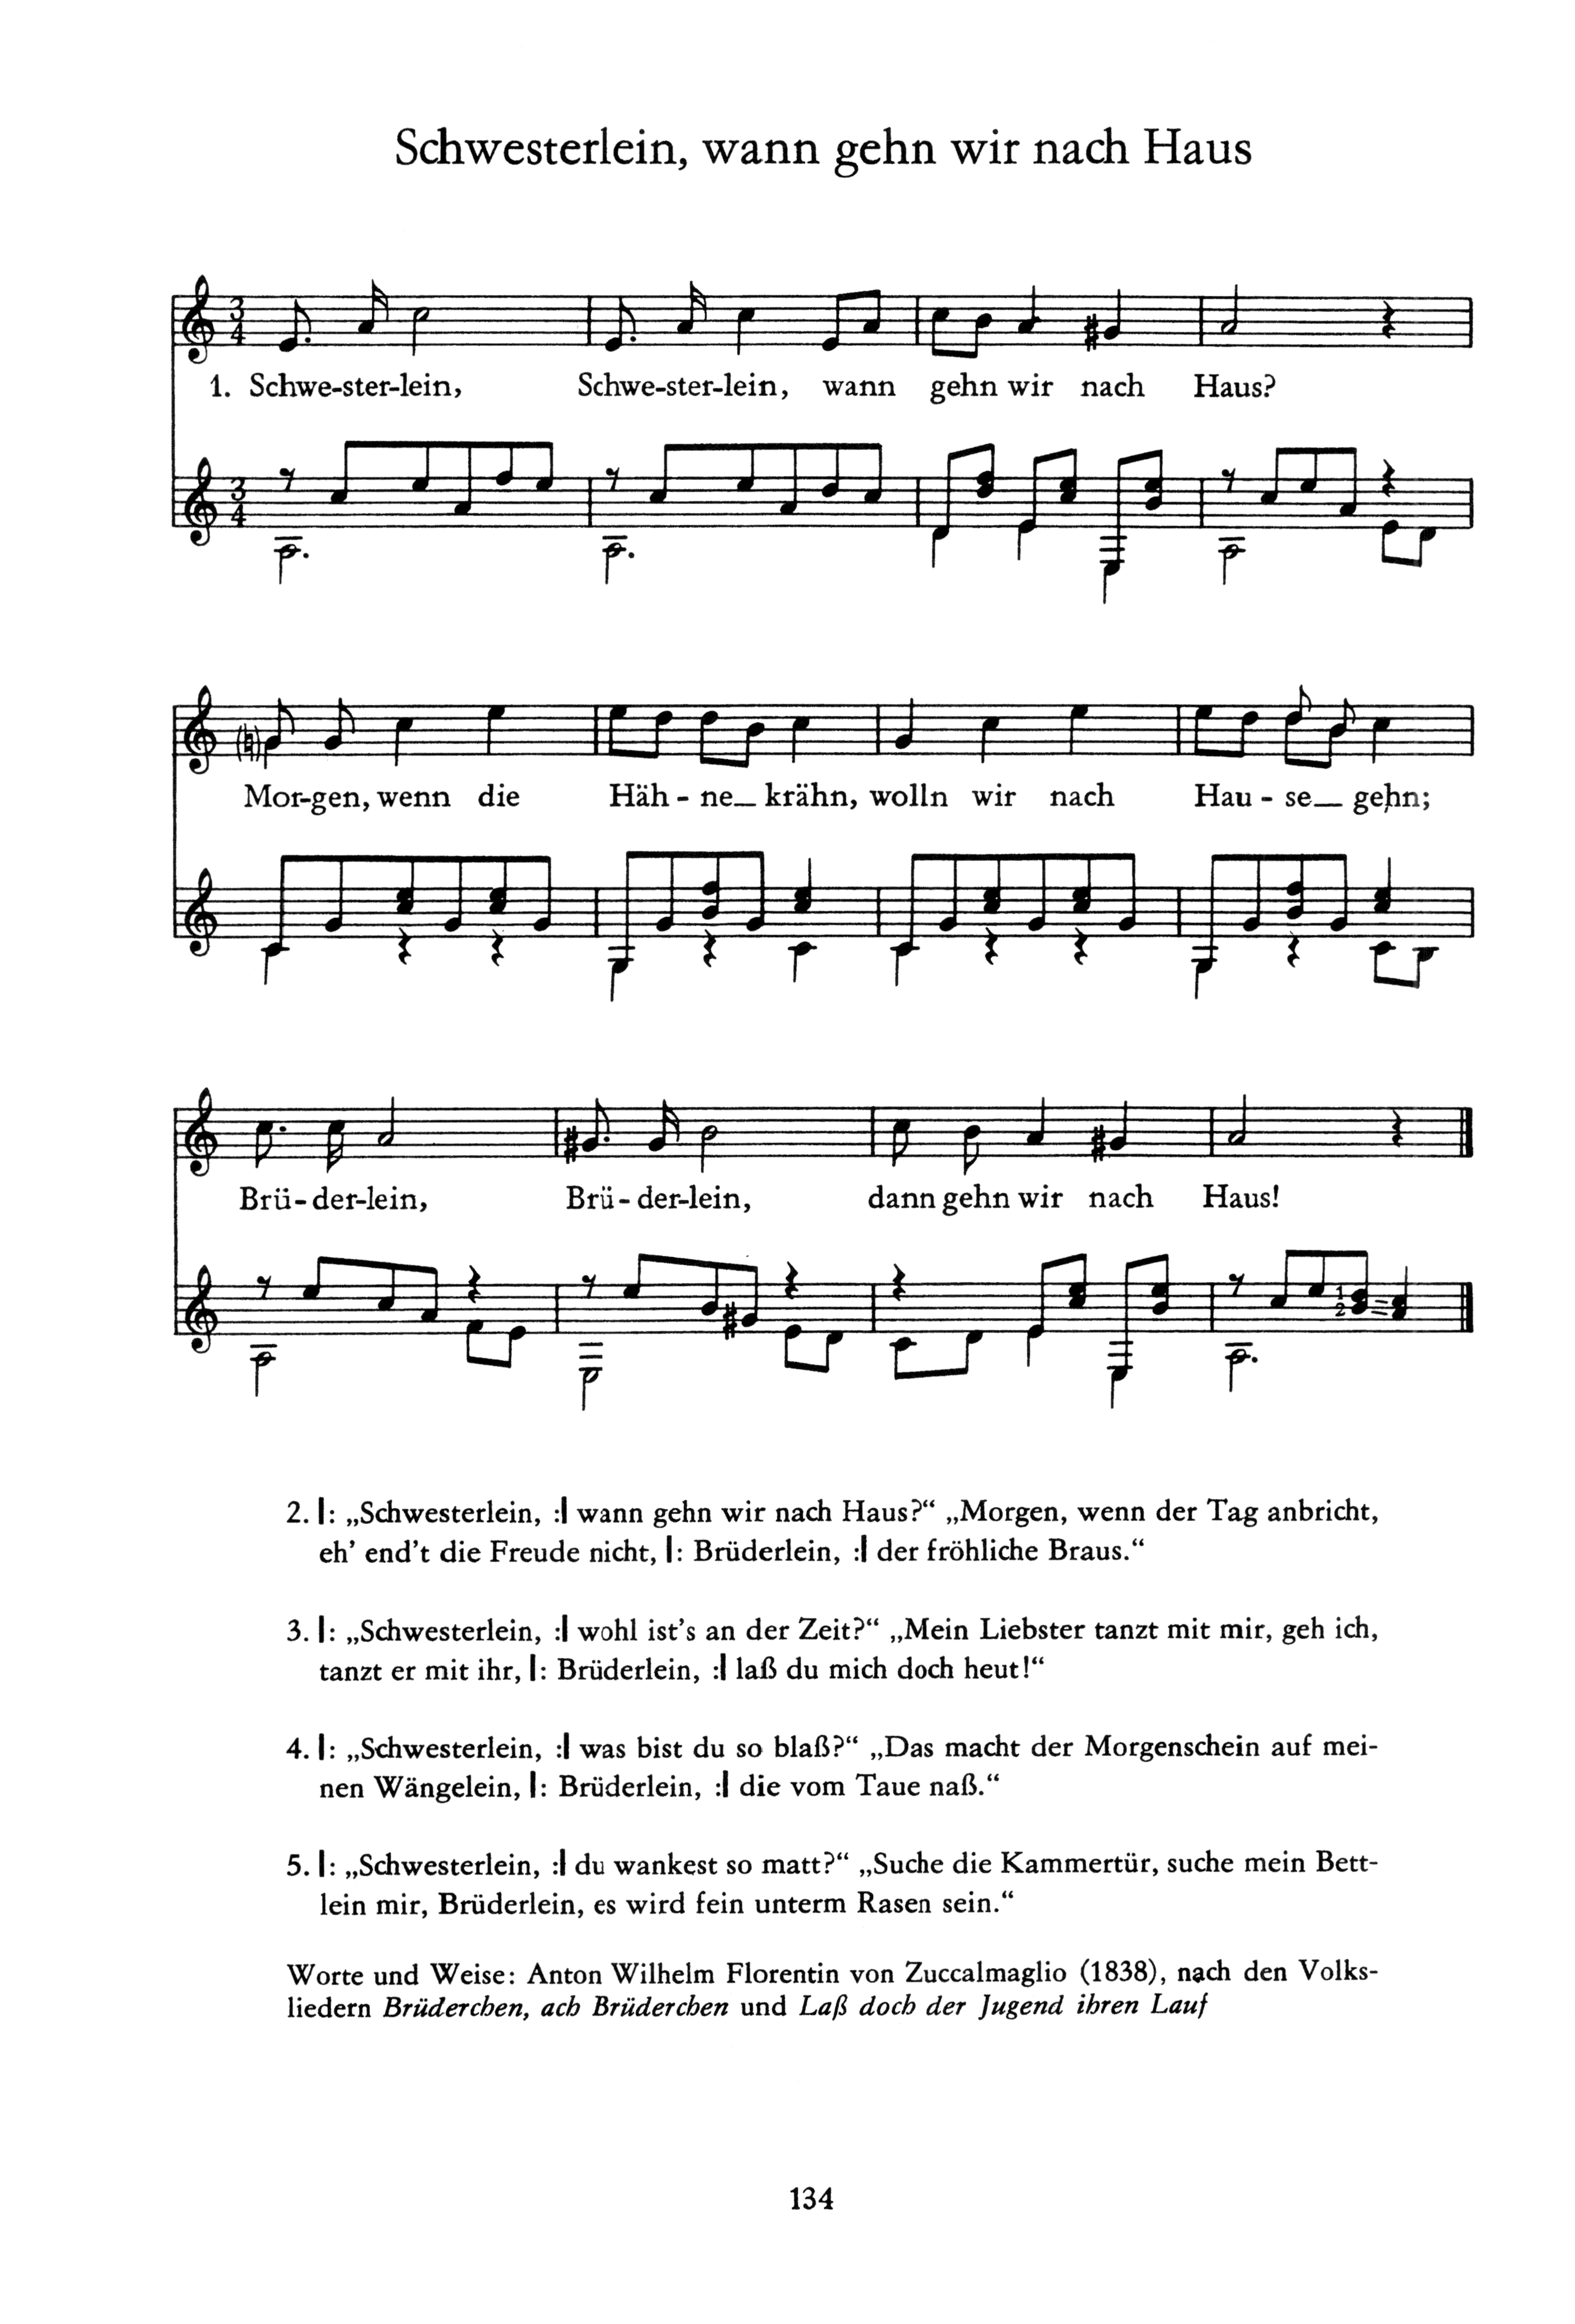 Schwesterlein, wann gehn wir nach Haus
3
4
1. Schwe-ster-lein, Schwe-ster-lein, wann gehn wir nach Haus?
3
4
Mor-gen, wenn die Häh - ne_ krähn, wolln wir nach Hau - se_ gehn;
Brü - der-lein, Brü - der-lein, dann gehn wir nach Haus!
1
2
2. |: „Schwesterlein, :| wann gehn wir nach Haus?“ „Morgen, wenn der Tag anbricht,
eh’ end’t die Freude nicht, |: Brüderlein, :| der fröhliche Braus.“
3. |: „Schwesterlein, :| wohl ist’s an der Zeit?“ „Mein Liebster tanzt mit mir, geh ich,
tanzt er mit ihr, |: Brüderlein, :| laß du mich doch heut!“
4. |: „Schwesterlein, :| was bist du so blaß?“ „Das macht der Morgenschein auf mei-
nen Wängelein, |: Brüderlein, :| die vom Taue naß.“
5. |: „Schwesterlein, :| du wankest so matt?“ „Suche die Kammertür, suche mein Bett-
lein mir, Brüderlein, es wird fein unterm Rasen sein.“
Worte und Weise: Anton Wilhelm Florentin von Zuccalmaglio (1838), nach den Volks-
liedern Brüderchen, ach Brüderchen und Laß doch der Jugend ihren Lauf
134